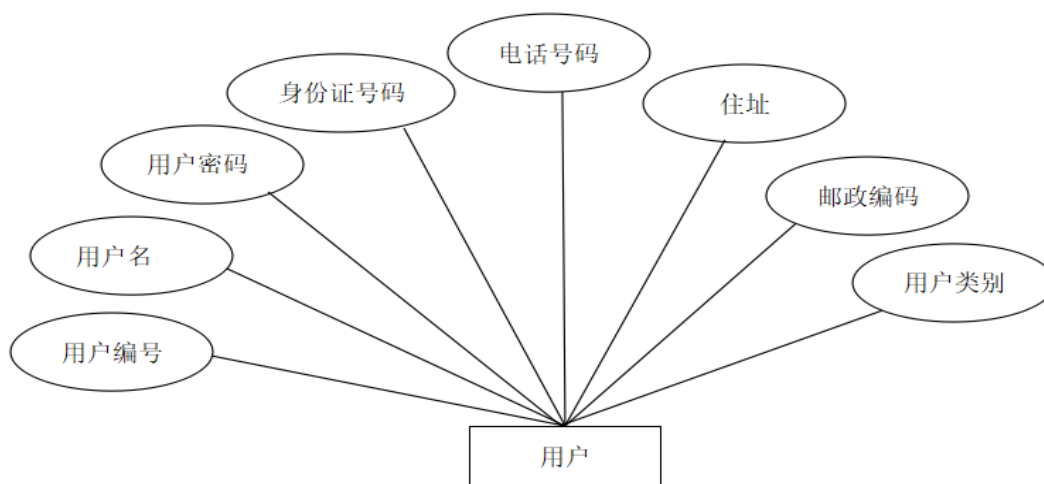 电话号码
身份证号码
住址
用户密码
邮政编码
用户名
用户类别
用户编号
用户